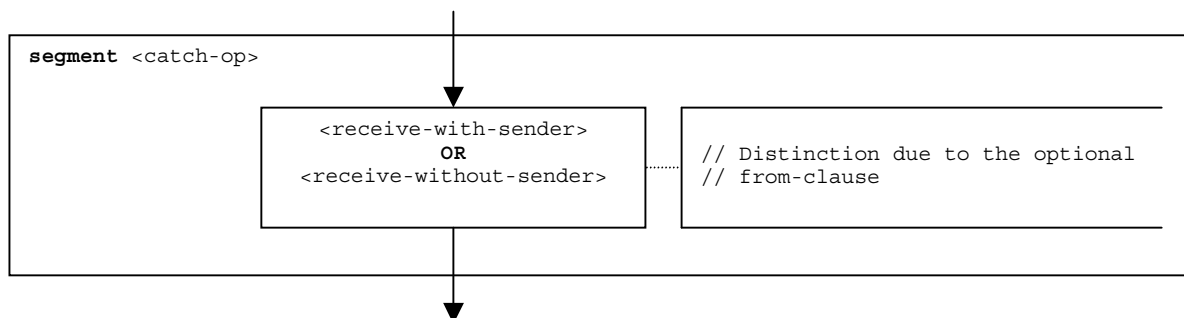 segment <catch-op>
<receive-with-sender>
OR
<receive-without-sender>
// Distinction due to the optional
// from-clause